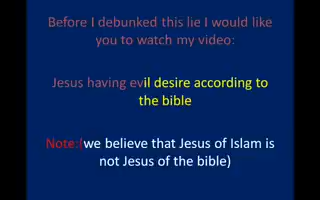 Before I debunked this lie I would like
you to watch my video:
Jesus having evil desire according to
the bible
Note:(we believe that Jesus of Islam is
not Jesus of the bible)